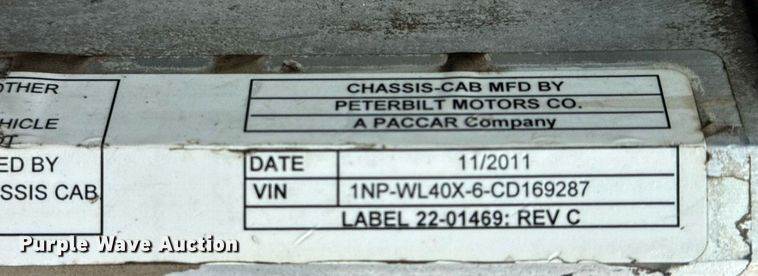 OTHER
HICLE
OT
ED BY
SSIS CAB
CHASSIS-CAB MFD BY
PETERBILT MOTORS CO.
A PACCAR Company
DATE 11/2011
VIN 1NP-WL40X-6-CD169287
LABEL 22-01469: REV C
Purple Wave Auction